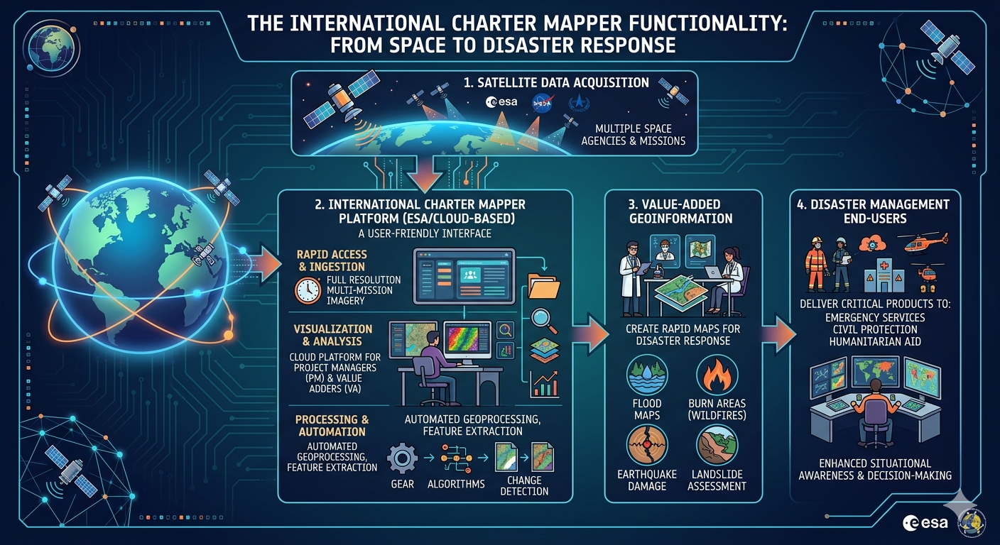 THE INTERNATIONAL CHARTER MAPPER FUNCTIONALITY:
FROM SPACE TO DISASTER RESPONSE
1. SATELLITE DATA ACQUISITION
esa
MULTIPLE SPACE
AGENCIES & MISSIONS
2. INTERNATIONAL CHARTER MAPPER
PLATFORM (ESA/CLOUD-BASED)
A USER-FRIENDLY INTERFACE
RAPID ACCESS
& INGESTION
FULL RESOLUTION
MULTI-MISSION
IMAGERY
VISUALIZATION
& ANALYSIS
CLOUD PLATFORM FOR
PROJECT MANAGERS
(PM) & VALUE
ADDERS (VA)
PROCESSING &
AUTOMATION
AUTOMATED
GEOPROCESSING,
FEATURE EXTRACTION
AUTOMATED GEOPROCESSING,
FEATURE EXTRACTION
GEAR
ALGORITHMS
CHANGE
DETECTION
3. VALUE-ADDED
GEOINFORMATION
CREATE RAPID MAPS FOR
DISASTER RESPONSE
FLOOD
MAPS
BURN AREAS
(WILDFIRES)
EARTHQUAKE
DAMAGE
LANDSLIDE
ASSESSMENT
4. DISASTER MANAGEMENT
END-USERS
DELIVER CRITICAL PRODUCTS TO:
EMERGENCY SERVICES
CIVIL PROTECTION
HUMANITARIAN AID
ENHANCED SITUATIONAL
AWARENESS & DECISION-MAKING
esa